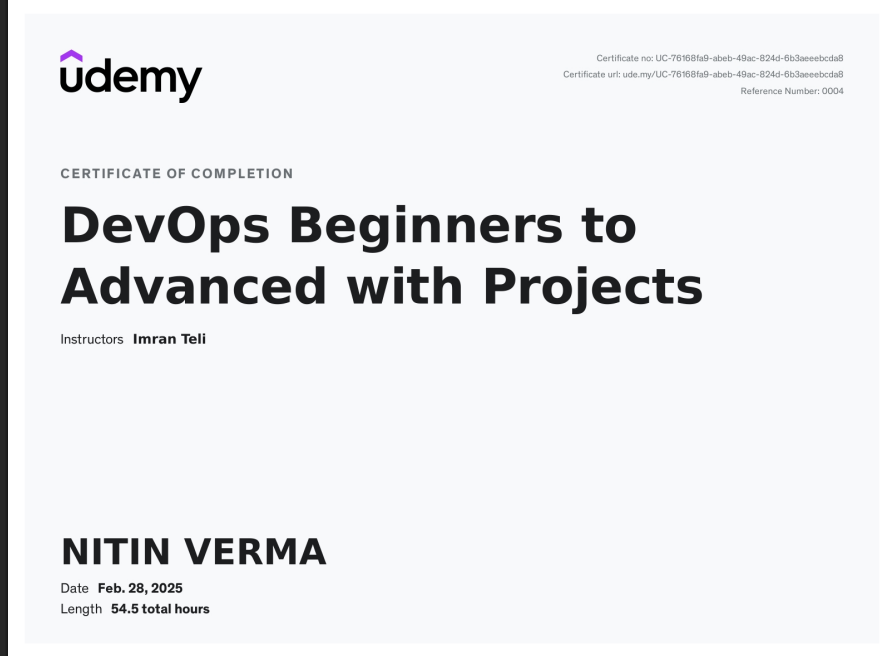 udemy
Certificate no: UC-76168fa9-abeb-49ac-824d-6b3aeeebcda8
Certificate url: ude.my/UC-76168fa9-abeb-49ac-824d-6b3aeeebcda8
Reference Number: 0004
CERTIFICATE OF COMPLETION
DevOps Beginners to
Advanced with Projects
Instructors Imran Teli
NITIN VERMA
Date Feb. 28, 2025
Length 54.5 total hours